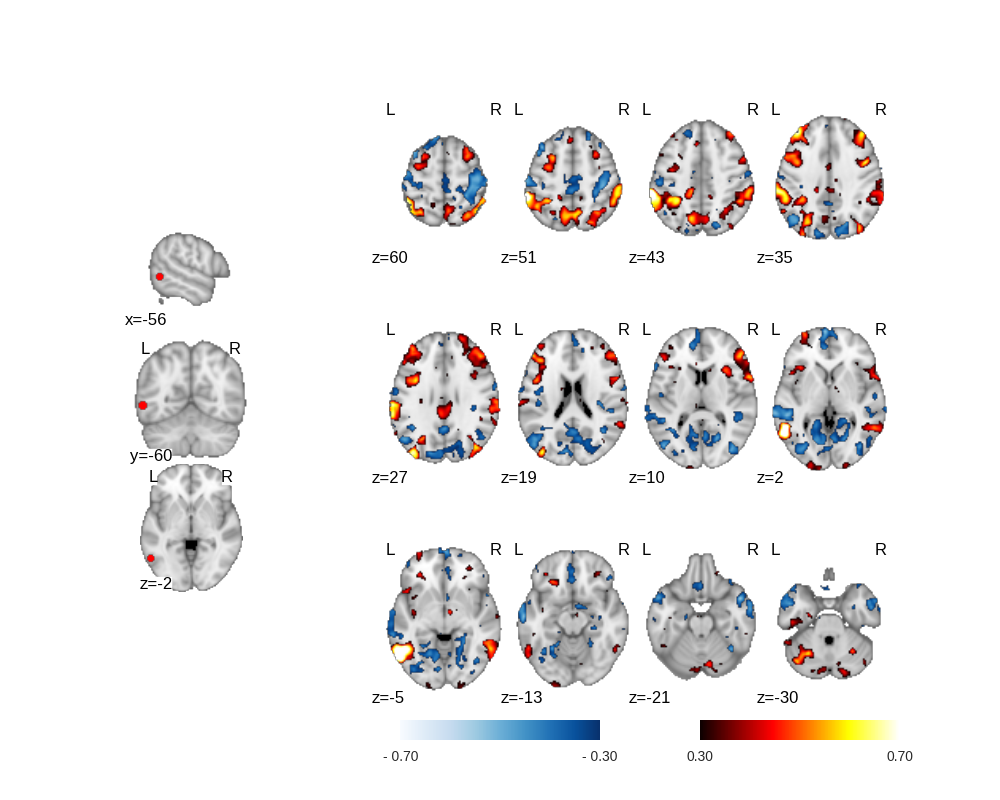 L R L R L R L R
z=60 z=51 z=43 z=35
x=-56
L R L R L R L R
L R
y=-60
z=27 z=19 z=10 z=2
L R
z=-2
L R L R L R L R
z=-5 z=-13 z=-21 z=-30
- 0.70 - 0.30 0.30 0.70